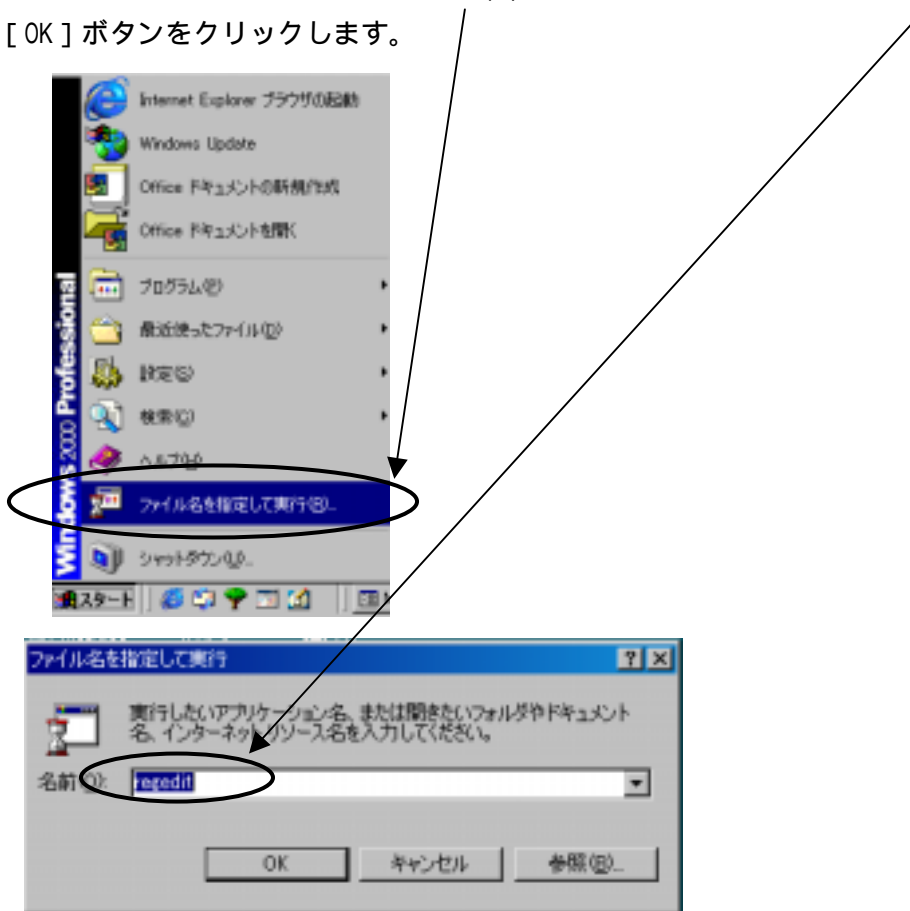 [OK]ボタンをクリックします。
Internet Explorer ブラウザの起動
Windows Update
Office ドキュメントの新規作成
Office ドキュメントを開く
プログラム(P)
最近使ったファイル(D)
設定(S)
検索(C)
ヘルプ(H)
ファイル名を指定して実行(R)...
シャットダウン(U)...
Windows 2000 Professional
スタート
ファイル名を指定して実行
実行したいアプリケーション名、または開きたいフォルダやドキュメント
名、インターネットリソース名を入力してください。
名前(O): regedit
OK キャンセル 参照(B)...